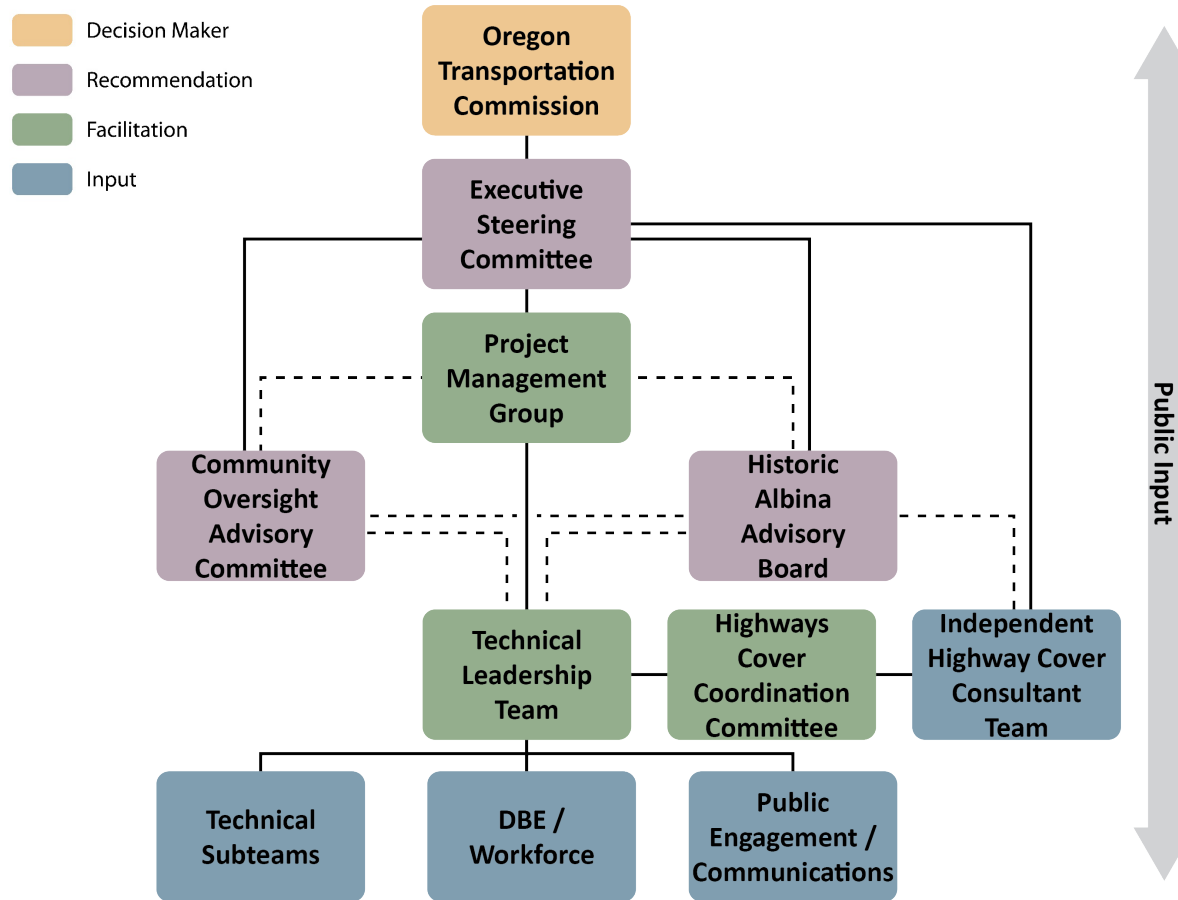 Decision Maker
Recommendation
Facilitation
Input
Oregon
Transportation
Commission
Executive
Steering
Committee
Project
Management
Group
Community
Oversight
Advisory
Committee
Historic
Albina
Advisory
Board
Technical
Leadership
Team
Highways
Cover
Coordination
Committee
Independent
Highway Cover
Consultant
Team
Technical
Subteams
DBE /
Workforce
Public
Engagement /
Communications
Public Input